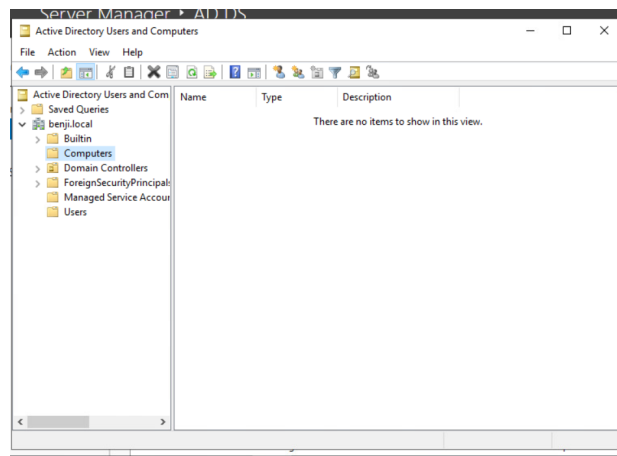 Server Manager ‣ AD DS
Active Directory Users and Computers
File Action View Help
Active Directory Users and Com
Saved Queries
benji.local
Builtin
Computers
Domain Controllers
ForeignSecurityPrincipals
Managed Service Accour
Users
Name Type Description
There are no items to show in this view.